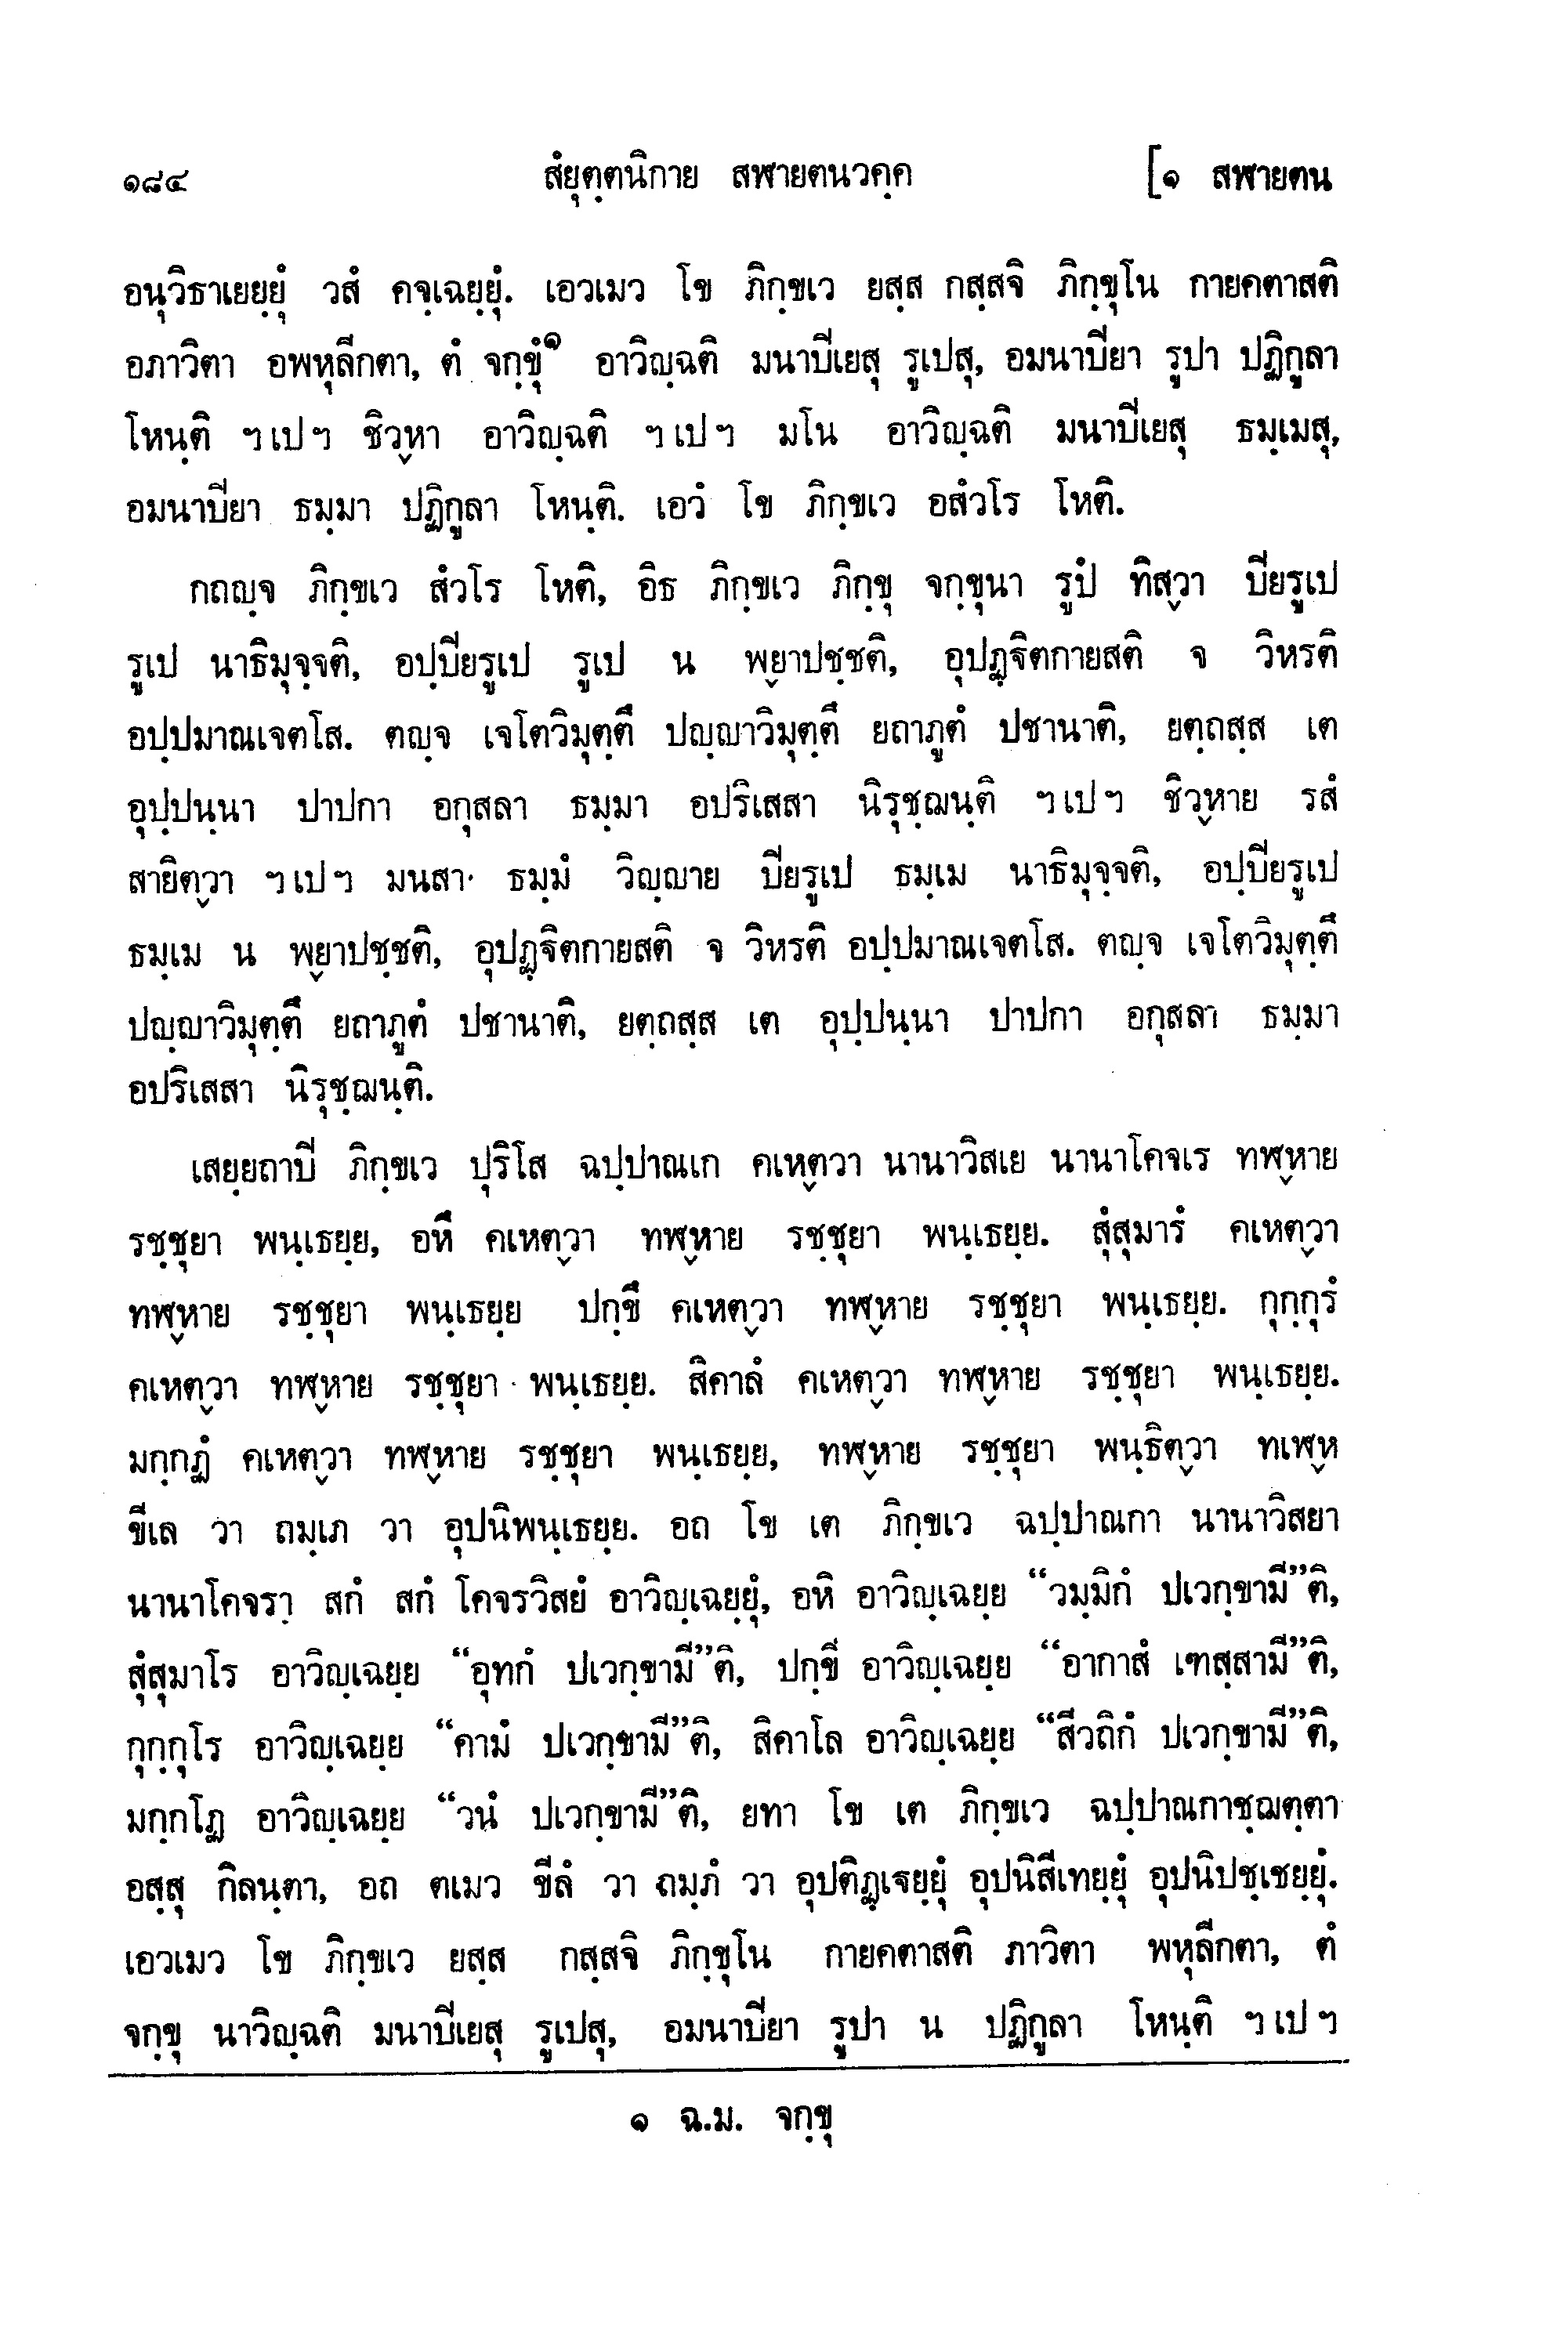 ๑๘๔ สํยุตฺตนิกาย สฬายตนวคฺค [๑ สฬายตน
อนุวิธาเยยฺยุํ วสํ คจฺเฉยฺยุํ. เอวเมว โข ภิกฺขเว ยสฺส กสฺสจิ ภิกฺขุโน กายคตาสติ
อภาวิตา อพหุลีกตา, ตํ จกฺขุํ๑ อาวิญฺฉติ มนาปีเยสุ รูเปสุ, อมนาปียา รูปา ปฏิกูลา
โหนฺติ ฯ เป ฯ ชิวฺหา อาวิญฺฉติ ฯ เป ฯ มโน อาวิญฺฉติ มนาปีเยสุ ธมฺเมสุ,
อมนาปียา ธมฺมา ปฏิกูลา โหนฺติ. เอวํ โข ภิกฺขเว อสํวโร โหติ.
กถญฺจ ภิกฺขเว สํวโร โหติ, อิธ ภิกฺขเว ภิกฺขุ จกฺขุนา รูปํ ทิสฺวา ปียรูเป
รูเป นาธิมุจฺจติ, อปฺปียรูเป รูเป น พฺยาปชฺชติ, อุปฏฺฐิตกายสติ จ วิหรติ
อปฺปมาณเจตโส. ตญฺจ เจโตวิมุตฺตึ ปญฺญาวิมุตฺตึ ยถาภูตํ ปชานาติ, ยตฺถสฺส เต
อุปฺปนฺนา ปาปกา อกุสลา ธมฺมา อปริเสสา นิรุชฺฌนฺติ ฯ เป ฯ ชิวฺหาย รสํ
สายิตฺวา ฯ เป ฯ มนสา ธมฺมํ วิญฺญาย ปียรูเป ธมฺเม นาธิมุจฺจติ, อปฺปียรูเป
ธมฺเม น พฺยาปชฺชติ, อุปฏฺฐิตกายสติ จ วิหรติ อปฺปมาณเจตโส. ตญฺจ เจโตวิมุตฺตึ
ปญฺญาวิมุตฺตึ ยถาภูตํ ปชานาติ, ยตฺถสฺส เต อุปฺปนฺนา ปาปกา อกุสลา ธมฺมา
อปริเสสา นิรุชฺฌนฺติ.
เสยฺยถาปี ภิกฺขเว ปุริโส ฉปฺปาณเก คเหตฺวา นานาวิสเย นานาโคจเร ทฬฺหาย
รชฺชุยา พนฺเธยฺย, อหึ คเหตฺวา ทฬฺหาย รชฺชุยา พนฺเธยฺย. สุํสุมารํ คเหตฺวา
ทฬฺหาย รชฺชุยา พนฺเธยฺย ปกฺขึ คเหตฺวา ทฬฺหาย รชฺชุยา พนฺเธยฺย. กุกฺกุรํ
คเหตฺวา ทฬฺหาย รชฺชุยา พนฺเธยฺย. สิคาลํ คเหตฺวา ทฬฺหาย รชฺชุยา พนฺเธยฺย.
มกฺกฏํ คเหตฺวา ทฬฺหาย รชฺชุยา พนฺเธยฺย, ทฬฺหาย รชฺชุยา พนฺธิตฺวา ทเฬฺห
ขีเล วา ถมฺเภ วา อุปนิพนฺเธยฺย. อถ โข เต ภิกฺขเว ฉปฺปาณกา นานาวิสยา
นานาโคจรา สกํ สกํ โคจรวิสยํ อาวิญฺเฉยฺยุํ, อหิ อาวิญฺเฉยฺย “วมฺมิกํ ปเวกฺขามี”ติ,
สุํสุมาโร อาวิญฺเฉยฺย “อุทกํ ปเวกฺขามี”ติ, ปกฺขี อาวิญฺเฉยฺย “อากาสํ เฑสฺสามี”ติ,
กุกฺกุโร อาวิญฺเฉยฺย “คามํ ปเวกฺขามี”ติ, สิคาโล อาวิญฺเฉยฺย “สีวถิกํ ปเวกฺขามี”ติ,
มกฺกโฏ อาวิญฺเฉยฺย “วนํ ปเวกฺขามี”ติ, ยทา โข เต ภิกฺขเว ฉปฺปาณกาชฺฌตฺตา
อสฺสุ กิลนฺตา, อถ ตเมว ขีลํ วา ถมฺภํ วา อุปติฏฺเฐยฺยุํ อุปนิสีเทยฺยุํ อุปนิปชฺเชยฺยุํ.
เอวเมว โข ภิกฺขเว ยสฺส กสฺสจิ ภิกฺขุโน กายคตาสติ ภาวิตา พหุลีกตา, ตํ
จกฺขุ นาวิญฺฉติ มนาปีเยสุ รูเปสุ, อมนาปียา รูปา น ปฏิกูลา โหนฺติ ฯ เป ฯ
๑ ฉ.ม. จกฺขุ